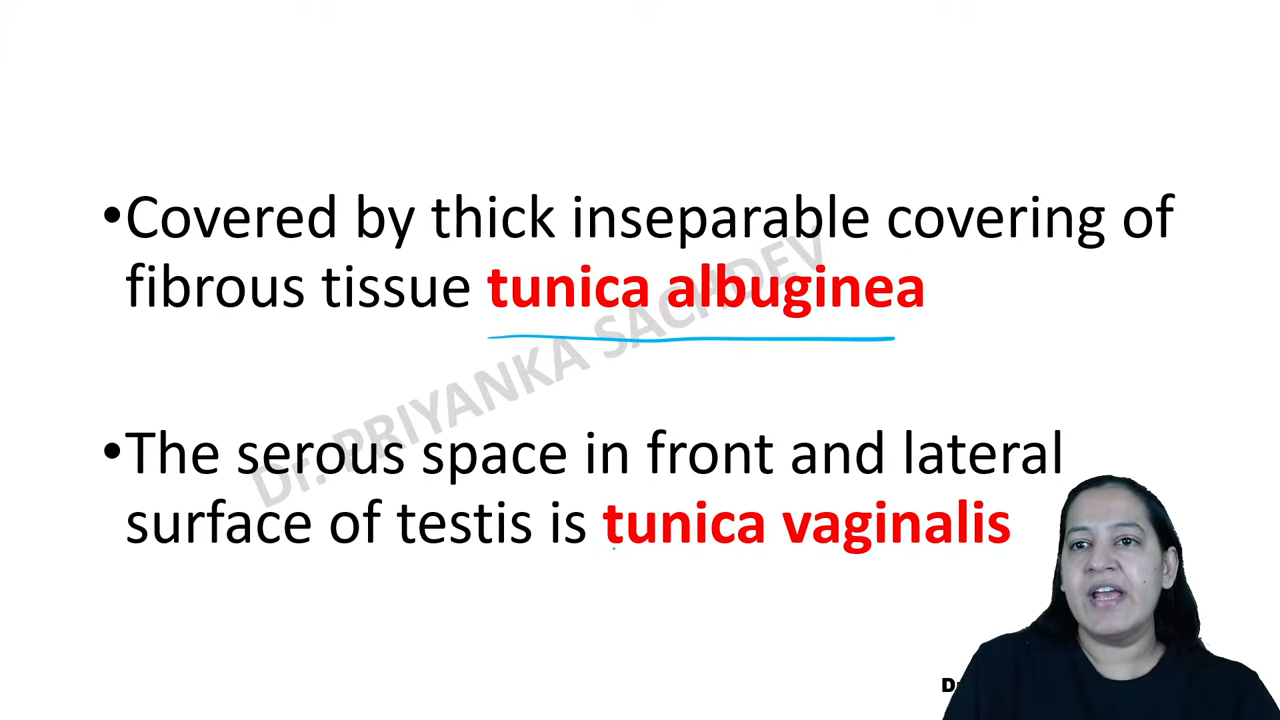 •Covered by thick inseparable covering of
fibrous tissue tunica albuginea
•The serous space in front and lateral
surface of testis is tunica vaginalis
Dr. PRIYANKA SACHDEV